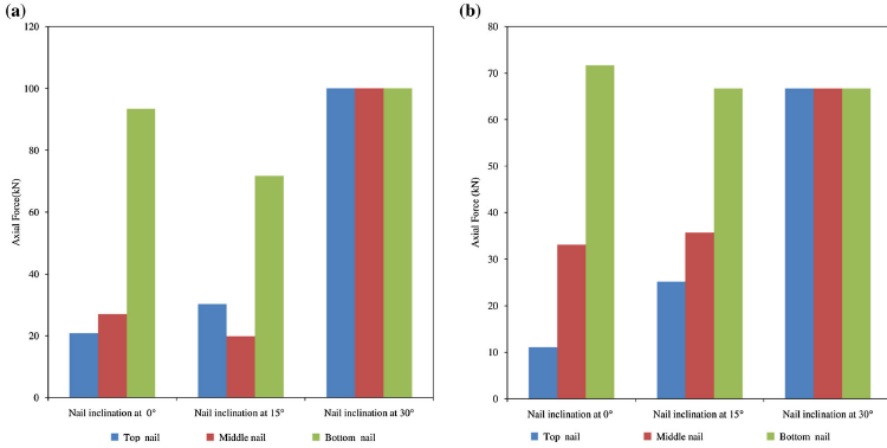 (a)
120
100
80
60
40
20
0
Axial Force(kN)
Nail inclination at 0° Nail inclination at 15° Nail inclination at 30°
Top nail Middle nail Bottom nail
(b)
80
70
60
50
40
30
20
10
0
Axial Force (kN)
Nail inclination at 0° Nail inclination at 15° Nail inclination at 30°
Top nail Middle nail Bottom nail